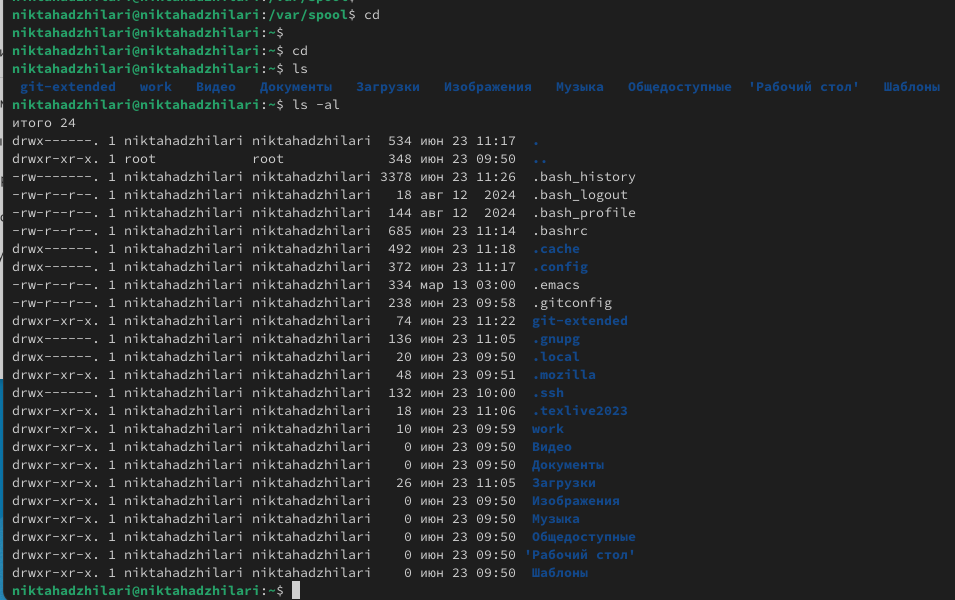 niktahadzhilari@niktahadzhilari:/var/spool$ cd
niktahadzhilari@niktahadzhilari:~$
niktahadzhilari@niktahadzhilari:~$ cd
niktahadzhilari@niktahadzhilari:~$ ls
git-extended work Видео Документы Загрузки Изображения Музыка Общедоступные 'Рабочий стол' Шаблоны
niktahadzhilari@niktahadzhilari:~$ ls -al
итого 24
drwx------. 1 niktahadzhilari niktahadzhilari 534 июн 23 11:17 .
drwxr-xr-x. 1 root root 348 июн 23 09:50 ..
-rw-------. 1 niktahadzhilari niktahadzhilari 3378 июн 23 11:26 .bash_history
-rw-r--r--. 1 niktahadzhilari niktahadzhilari 18 авг 12 2024 .bash_logout
-rw-r--r--. 1 niktahadzhilari niktahadzhilari 144 авг 12 2024 .bash_profile
-rw-r--r--. 1 niktahadzhilari niktahadzhilari 685 июн 23 11:14 .bashrc
drwx------. 1 niktahadzhilari niktahadzhilari 492 июн 23 11:18 .cache
drwx------. 1 niktahadzhilari niktahadzhilari 372 июн 23 11:17 .config
-rw-r--r--. 1 niktahadzhilari niktahadzhilari 334 мар 13 03:00 .emacs
-rw-r--r--. 1 niktahadzhilari niktahadzhilari 238 июн 23 09:58 .gitconfig
drwxr-xr-x. 1 niktahadzhilari niktahadzhilari 74 июн 23 11:22 git-extended
drwx------. 1 niktahadzhilari niktahadzhilari 136 июн 23 11:05 .gnupg
drwx------. 1 niktahadzhilari niktahadzhilari 20 июн 23 09:50 .local
drwxr-xr-x. 1 niktahadzhilari niktahadzhilari 48 июн 23 09:51 .mozilla
drwx------. 1 niktahadzhilari niktahadzhilari 132 июн 23 10:00 .ssh
drwxr-xr-x. 1 niktahadzhilari niktahadzhilari 18 июн 23 11:06 .texlive2023
drwxr-xr-x. 1 niktahadzhilari niktahadzhilari 10 июн 23 09:59 work
drwxr-xr-x. 1 niktahadzhilari niktahadzhilari 0 июн 23 09:50 Видео
drwxr-xr-x. 1 niktahadzhilari niktahadzhilari 0 июн 23 09:50 Документы
drwxr-xr-x. 1 niktahadzhilari niktahadzhilari 26 июн 23 11:05 Загрузки
drwxr-xr-x. 1 niktahadzhilari niktahadzhilari 0 июн 23 09:50 Изображения
drwxr-xr-x. 1 niktahadzhilari niktahadzhilari 0 июн 23 09:50 Музыка
drwxr-xr-x. 1 niktahadzhilari niktahadzhilari 0 июн 23 09:50 Общедоступные
drwxr-xr-x. 1 niktahadzhilari niktahadzhilari 0 июн 23 09:50 'Рабочий стол'
drwxr-xr-x. 1 niktahadzhilari niktahadzhilari 0 июн 23 09:50 Шаблоны
niktahadzhilari@niktahadzhilari:~$